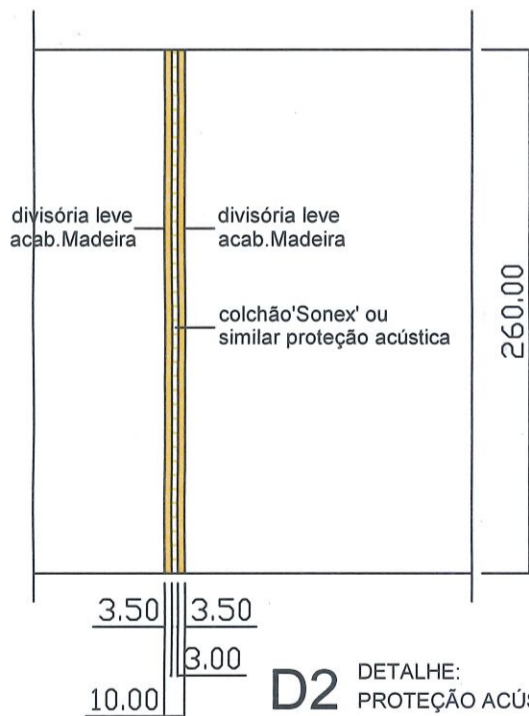 divisória leve
acab.Madeira
divisória leve
acab.Madeira
colchão'Sonex' ou
similar proteção acústica
260.00
3.50
3.50
3.00
10.00
D2
DETALHE:
PROTEÇÃO